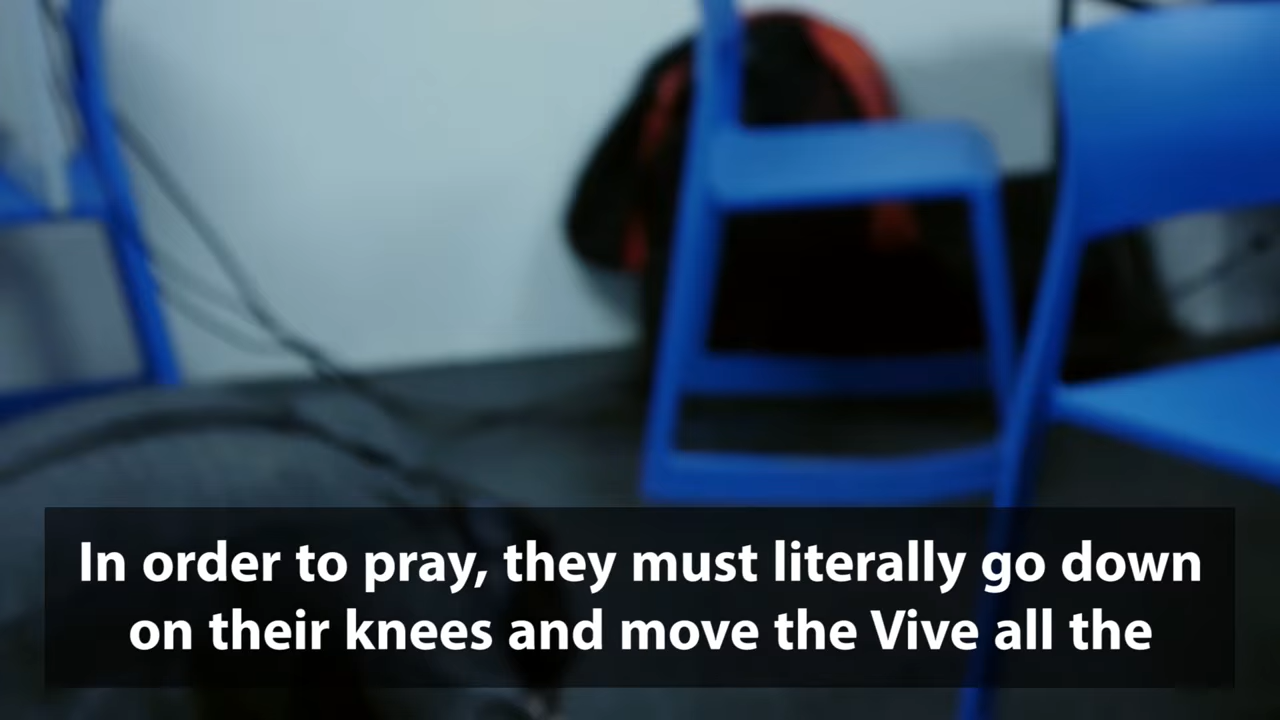 In order to pray, they must literally go down
on their knees and move the Vive all the